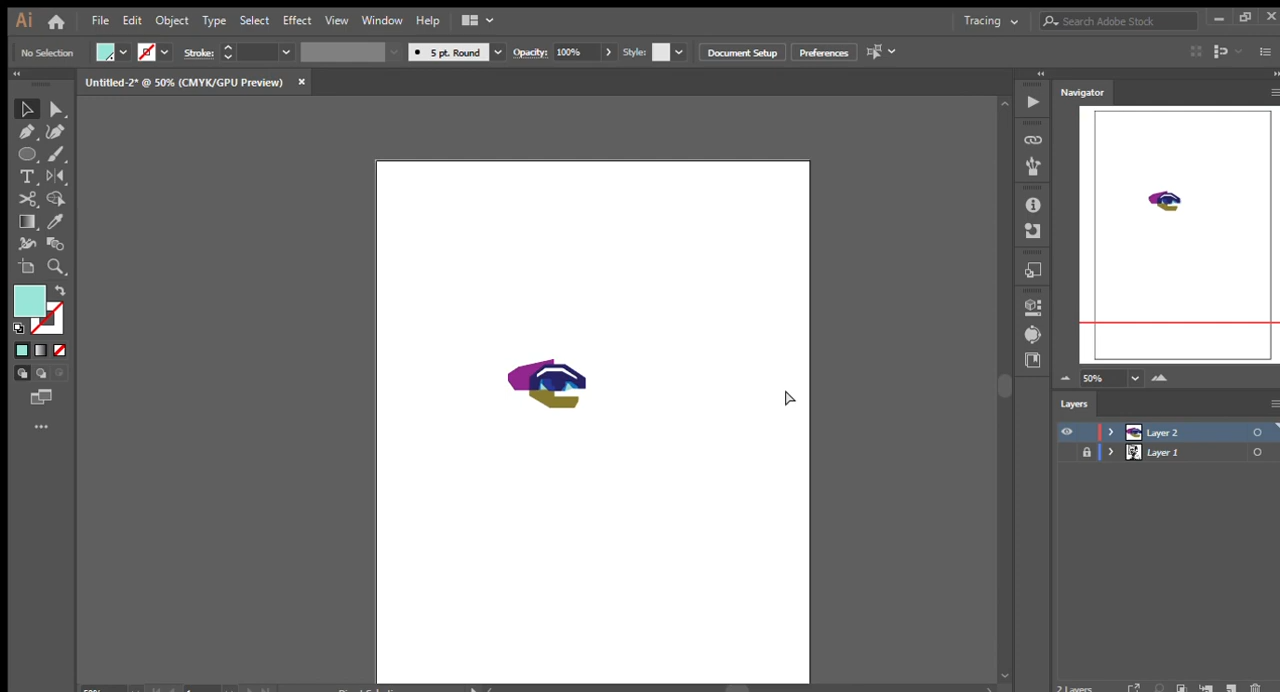 Ai File Edit Object Type Select Effect View Window Help Tracing Search Adobe Stock
No Selection Stroke: 5 pt. Round Opacity: 100% Style: Document Setup Preferences
Untitled-2* @ 50% (CMYK/GPU Preview)
Navigator
50%
Layers
Layer 2
Layer 1
2 Layers